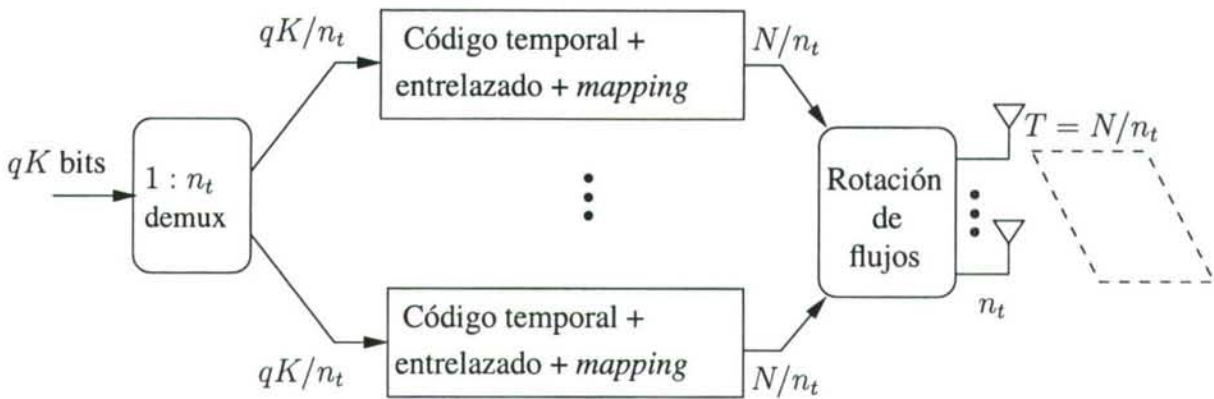 qK/n_t
Código temporal +
entrelazado + mapping
N/n_t
qK bits
1 : n_t
demux
Rotación
de
flujos
T = N/n_t
n_t
Código temporal +
entrelazado + mapping
qK/n_t
N/n_t